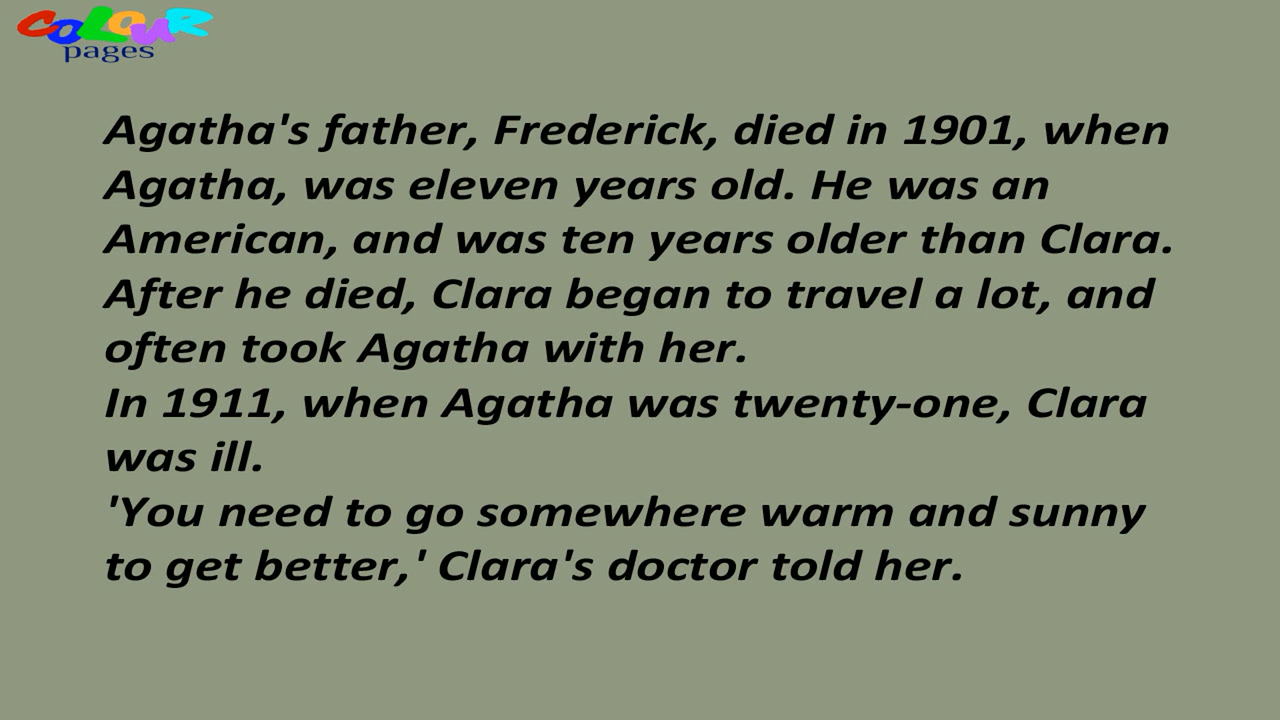 COLOUR
pages
Agatha's father, Frederick, died in 1901, when
Agatha, was eleven years old. He was an
American, and was ten years older than Clara.
After he died, Clara began to travel a lot, and
often took Agatha with her.
In 1911, when Agatha was twenty-one, Clara
was ill.
'You need to go somewhere warm and sunny
to get better,' Clara's doctor told her.